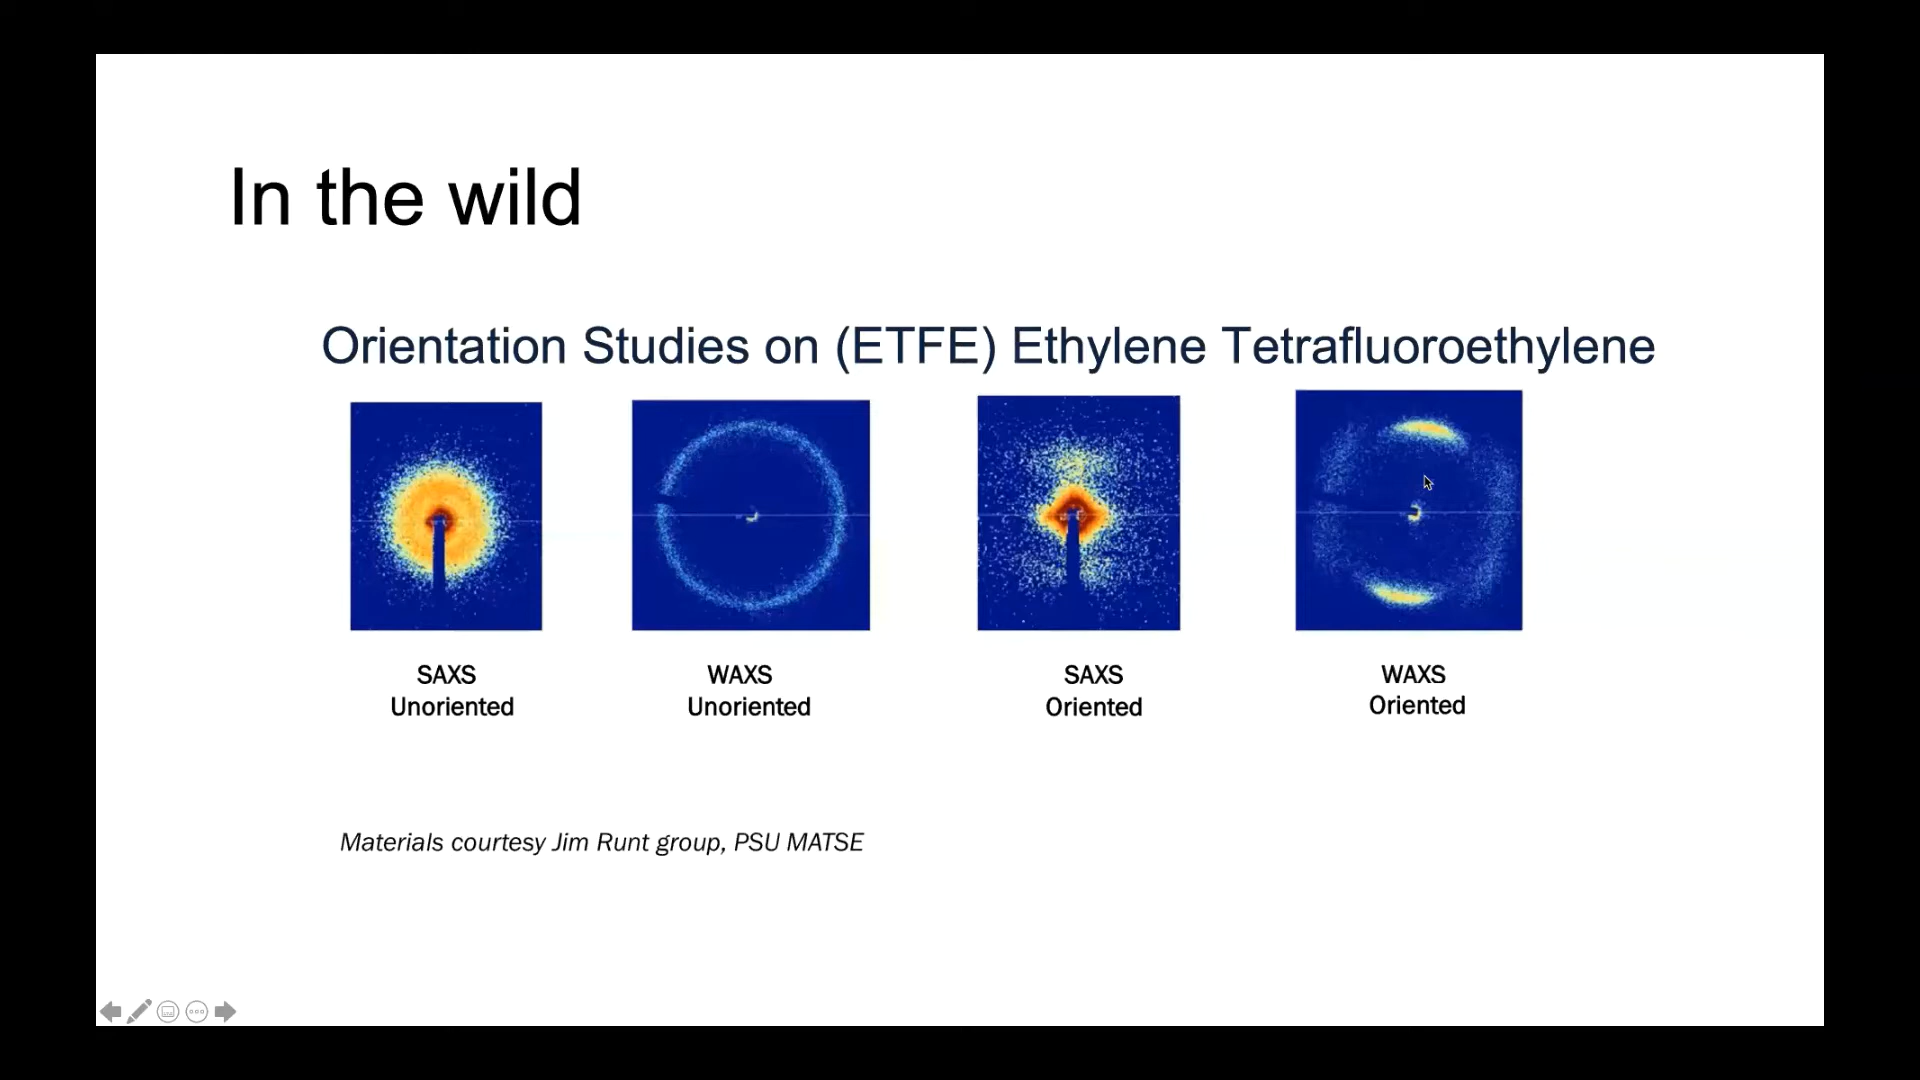 In the wild
Orientation Studies on (ETFE) Ethylene Tetrafluoroethylene
SAXS
Unoriented
WAXS
Unoriented
SAXS
Oriented
WAXS
Oriented
Materials courtesy Jim Runt group, PSU MATSE